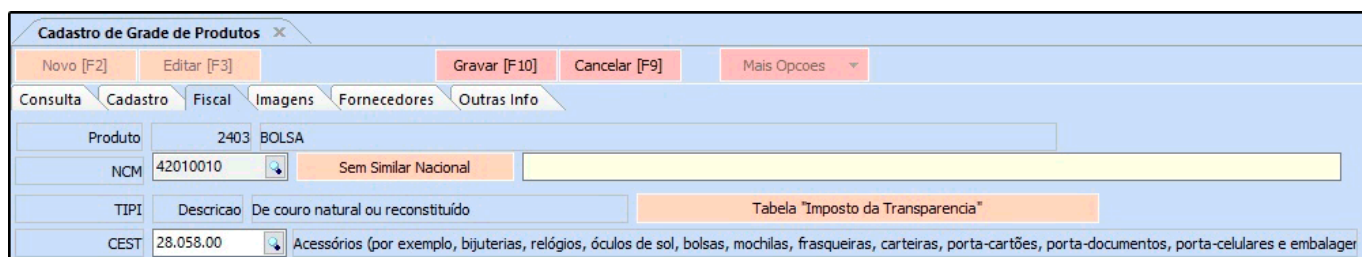 Cadastro de Grade de Produtos
Novo [F2] Editar [F3] Gravar [F10] Cancelar [F9] Mais Opcoes
Consulta Cadastro Fiscal Imagens Fornecedores Outras Info
Produto 2403 BOLSA
NCM 42010010 Sem Similar Nacional
TIPI Descricao De couro natural ou reconstituído Tabela "Imposto da Transparencia"
CEST 28.058.00 Acessórios (por exemplo, bijuterias, relógios, óculos de sol, bolsas, mochilas, frasqueiras, carteiras, porta-cartões, porta-documentos, porta-celulares e embalager